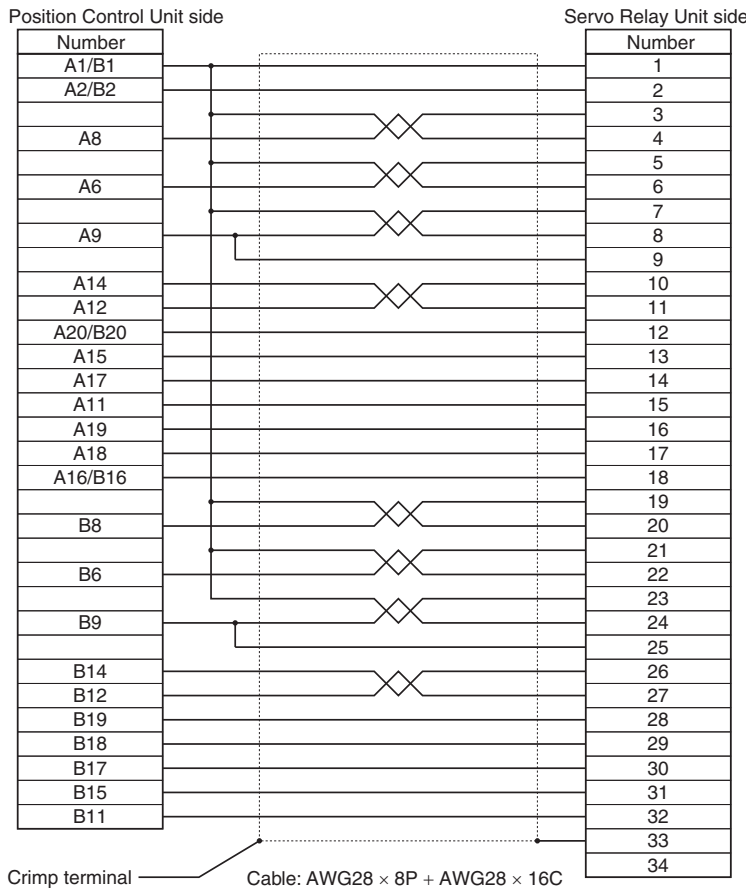 Position Control Unit side Servo Relay Unit side
Number Number
A1/B1 1
A2/B2 2
3
A8 4
5
A6 6
7
A9 8
9
A14 10
A12 11
A20/B20 12
A15 13
A17 14
A11 15
A19 16
A18 17
A16/B16 18
19
B8 20
21
B6 22
23
B9 24
25
B14 26
B12 27
B19 28
B18 29
B17 30
B15 31
B11 32
33
34
Crimp terminal Cable: AWG28 × 8P + AWG28 × 16C